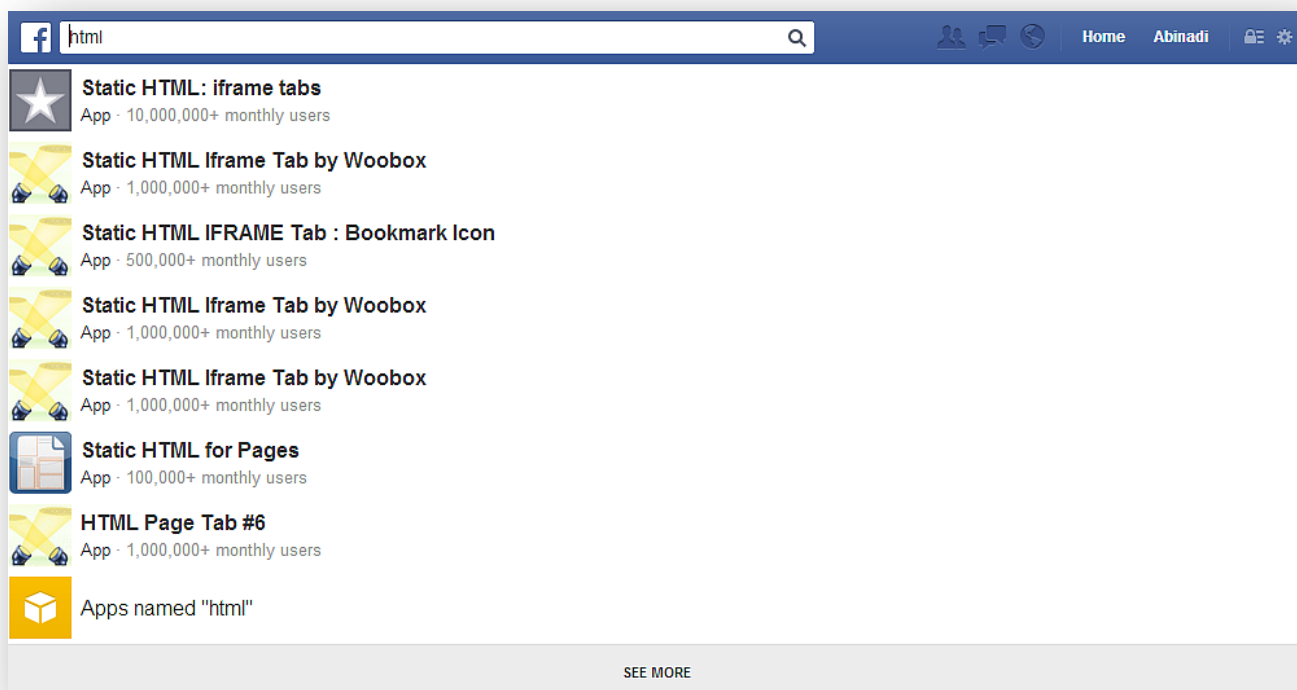 html
Home
Abinadi
Static HTML: iframe tabs
App · 10,000,000+ monthly users
Static HTML Iframe Tab by Woobox
App · 1,000,000+ monthly users
Static HTML IFRAME Tab : Bookmark Icon
App · 500,000+ monthly users
Static HTML Iframe Tab by Woobox
App · 1,000,000+ monthly users
Static HTML Iframe Tab by Woobox
App · 1,000,000+ monthly users
Static HTML for Pages
App · 100,000+ monthly users
HTML Page Tab #6
App · 1,000,000+ monthly users
Apps named "html"
SEE MORE